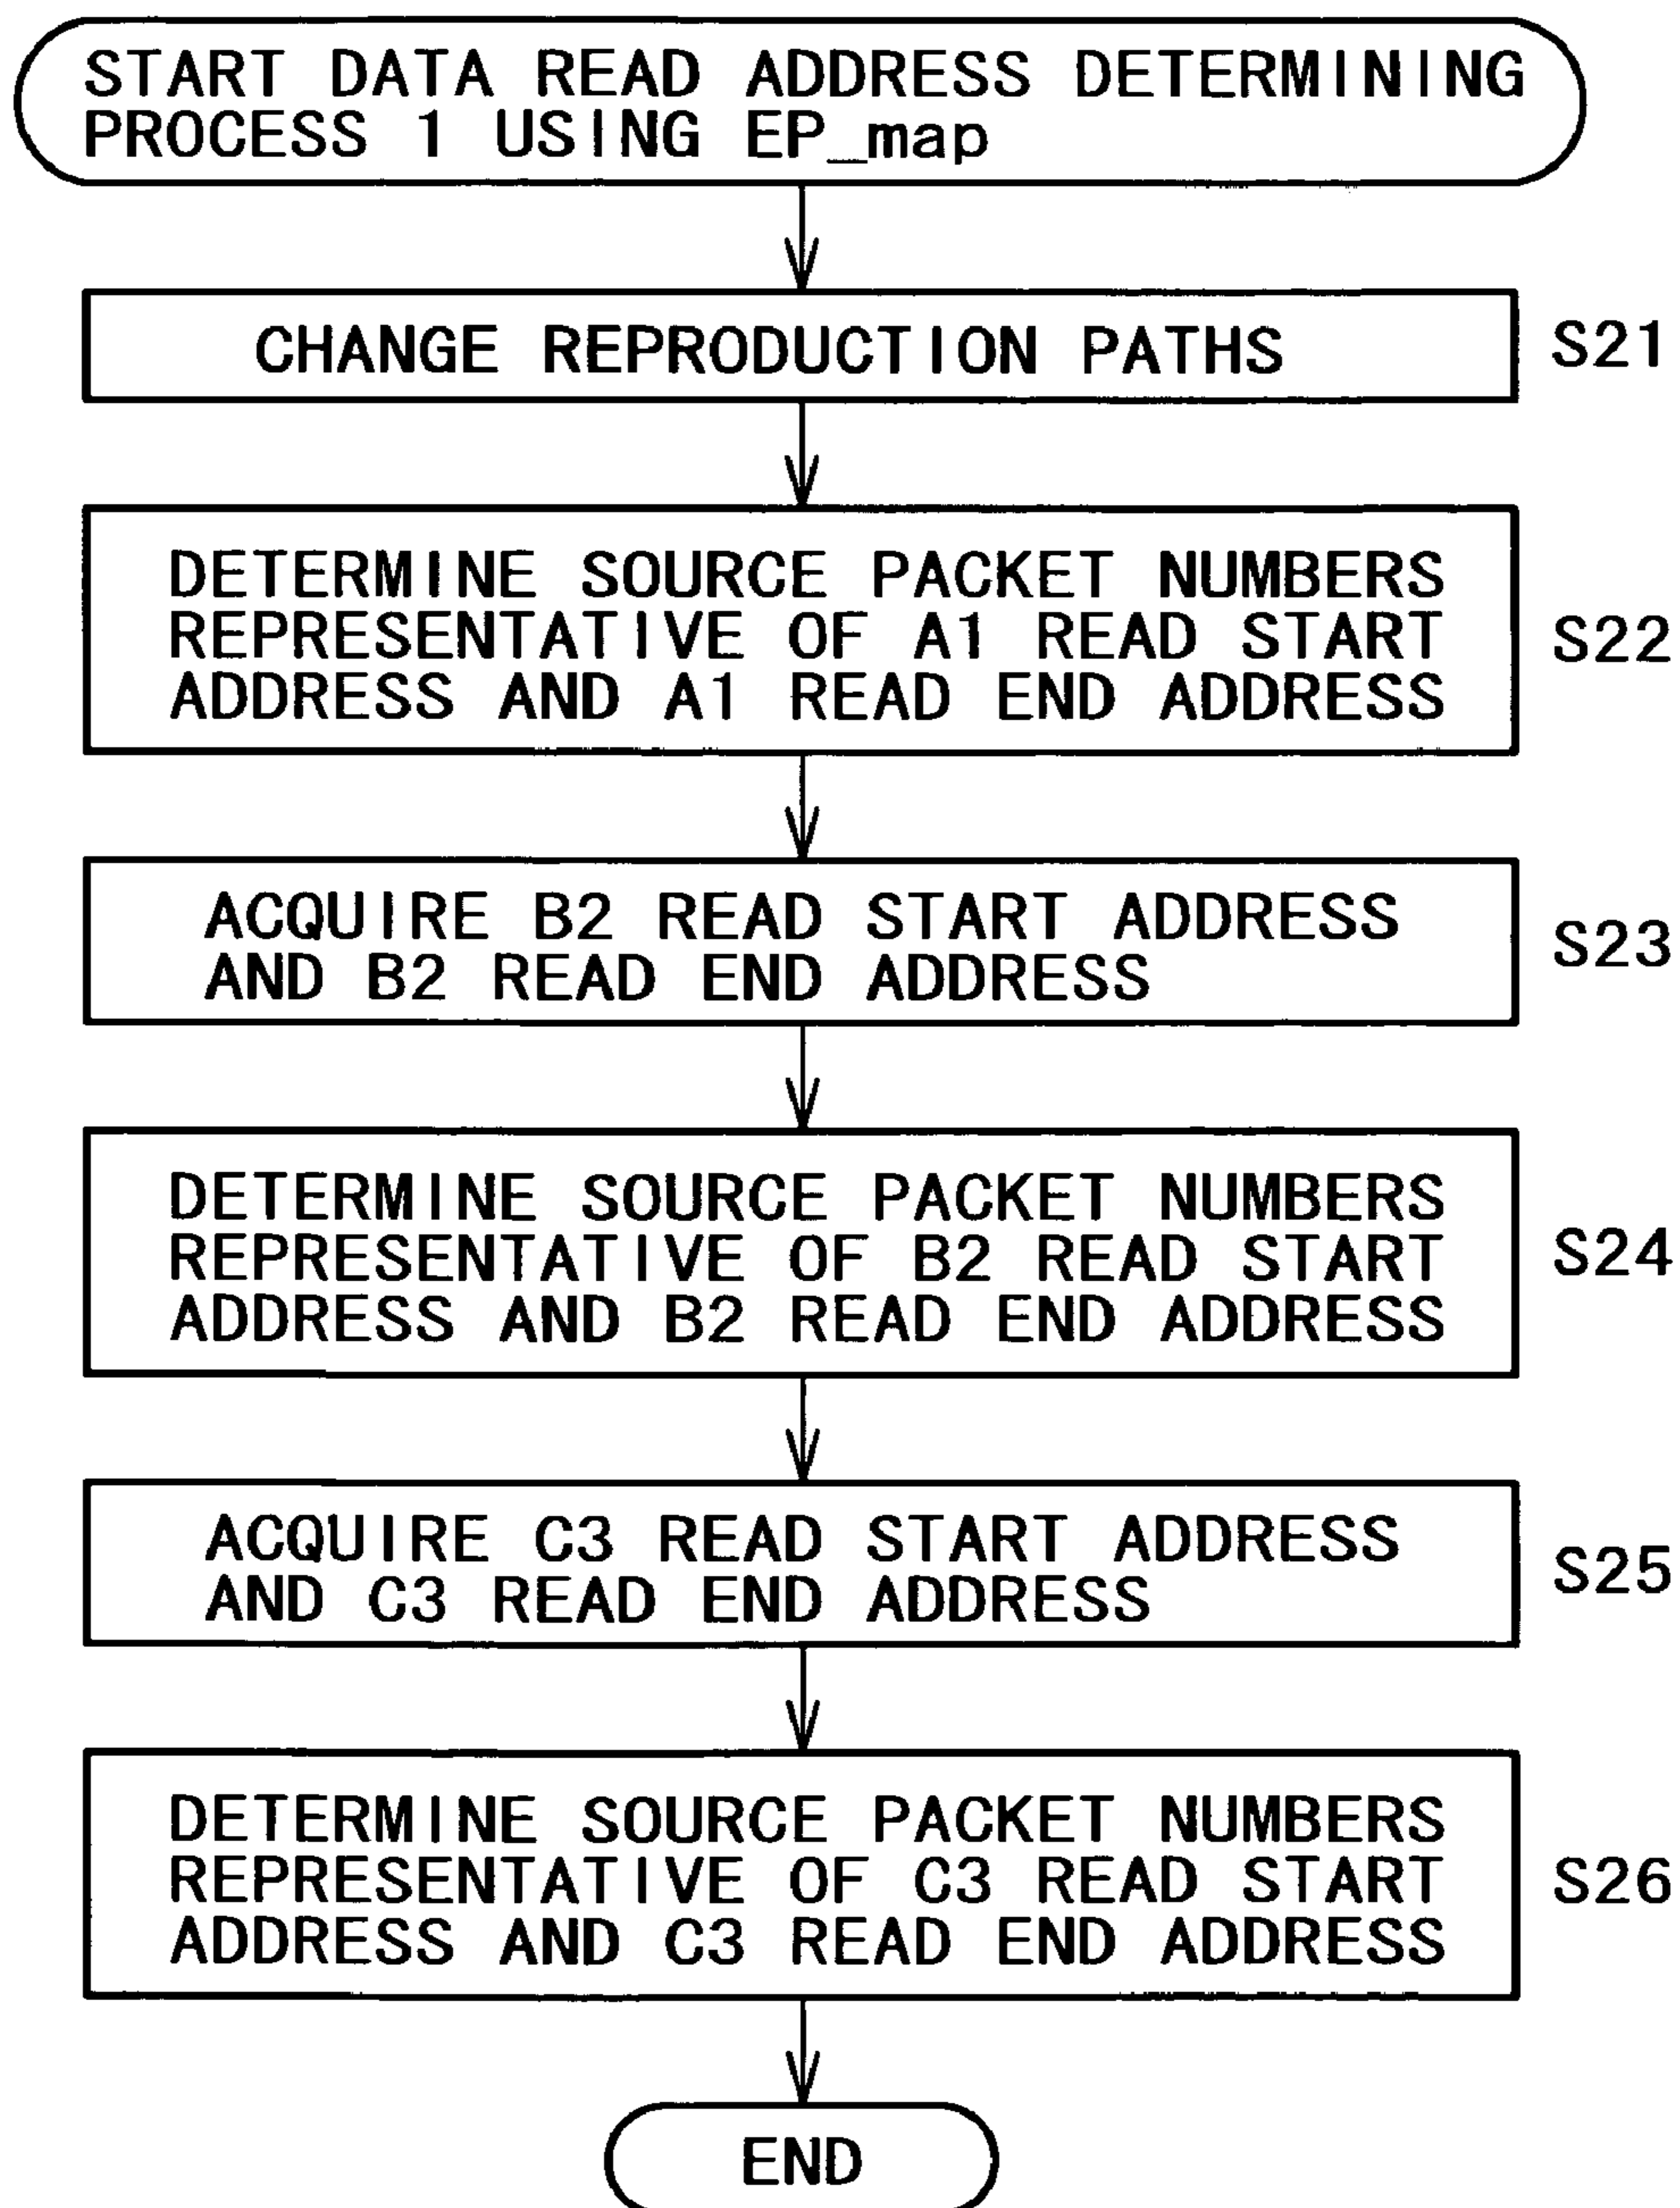 START DATA READ ADDRESS DETERMINING
PROCESS 1 USING EP_map
CHANGE REPRODUCTION PATHS
S21
DETERMINE SOURCE PACKET NUMBERS
REPRESENTATIVE OF A1 READ START
ADDRESS AND A1 READ END ADDRESS
S22
ACQUIRE B2 READ START ADDRESS
AND B2 READ END ADDRESS
S23
DETERMINE SOURCE PACKET NUMBERS
REPRESENTATIVE OF B2 READ START
ADDRESS AND B2 READ END ADDRESS
S24
ACQUIRE C3 READ START ADDRESS
AND C3 READ END ADDRESS
S25
DETERMINE SOURCE PACKET NUMBERS
REPRESENTATIVE OF C3 READ START
ADDRESS AND C3 READ END ADDRESS
S26
END